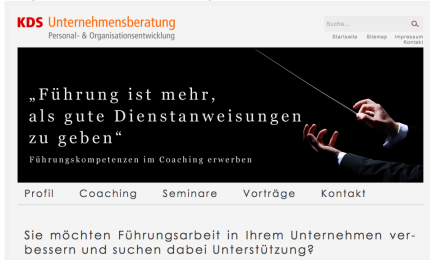 KDS Unternehmensberatung
Personal- & Organisationsentwicklung
Suche...
Startseite Sitemap Impressum
Kontakt
„Führung ist mehr,
als gute Dienstanweisungen
zu geben“
Führungskompetenzen im Coaching erwerben
Profil Coaching Seminare Vorträge Kontakt
Sie möchten Führungsarbeit in Ihrem Unternehmen ver-
bessern und suchen dabei Unterstützung?